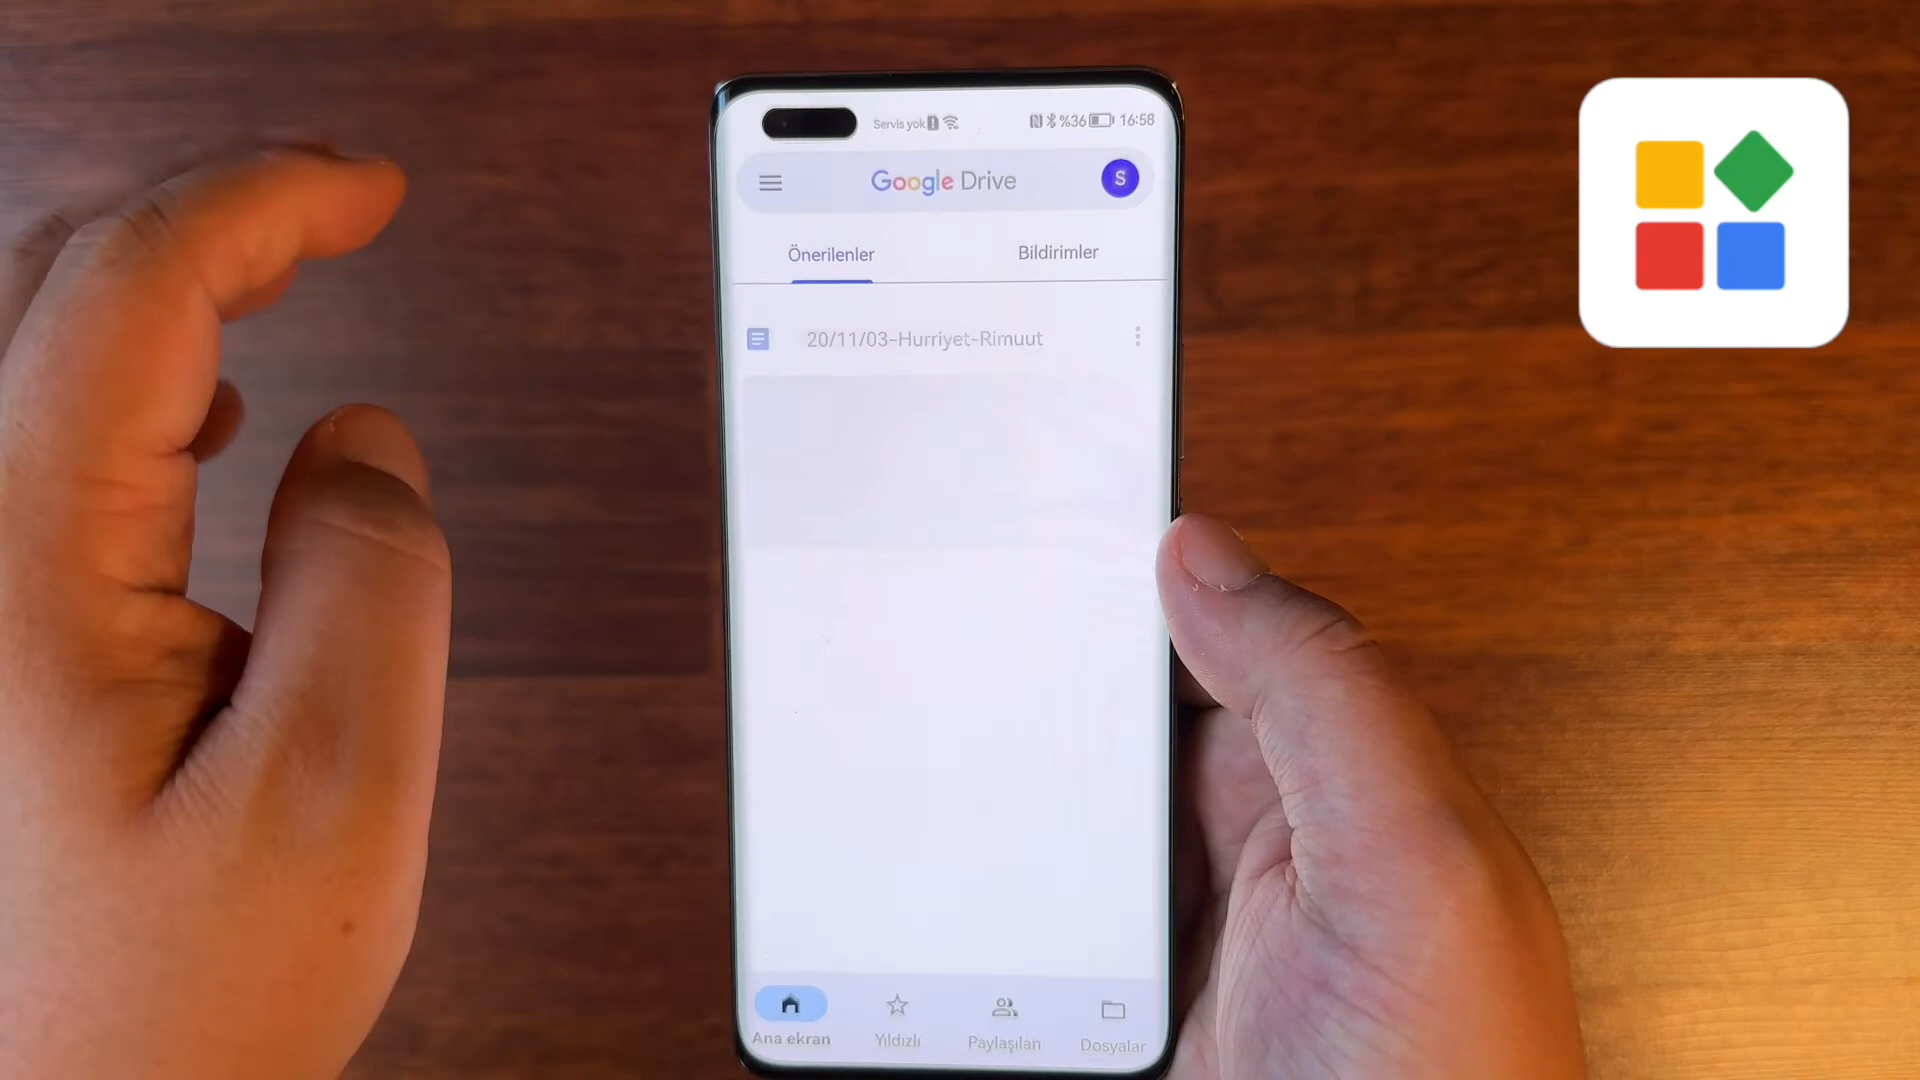 Servis yok %36 16:58
Google Drive S
Önerilenler Bildirimler
20/11/03-Hurriyet-Rimuut
Ana ekran Yıldızlı Paylaşılan Dosyalar